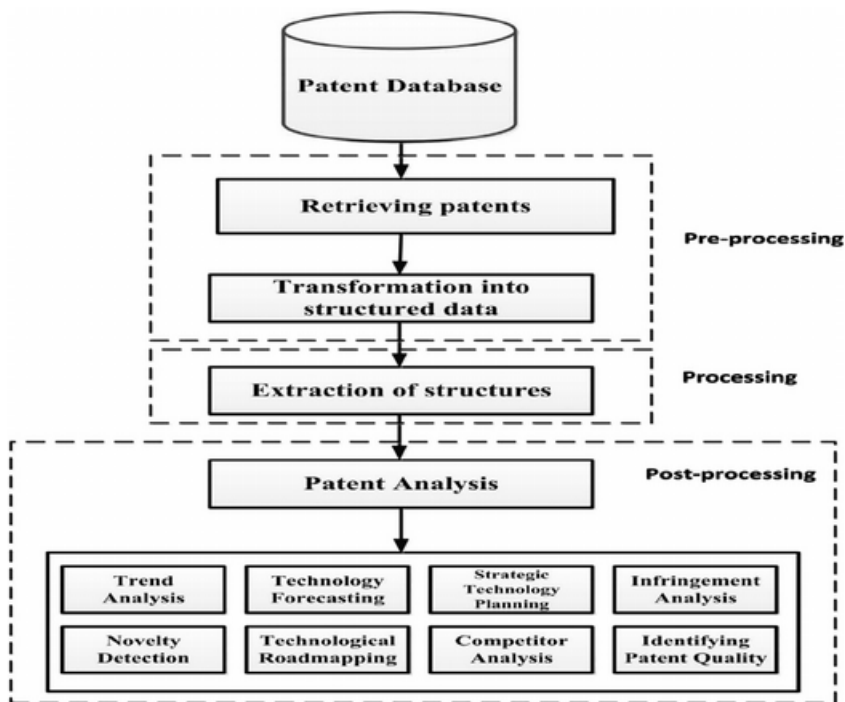 Patent Database
Retrieving patents
Pre-processing
Transformation into
structured data
Extraction of structures
Processing
Post-processing
Patent Analysis
Trend
Analysis
Technology
Forecasting
Strategic
Technology
Planning
Infringement
Analysis
Novelty
Detection
Technological
Roadmapping
Competitor
Analysis
Identifying
Patent Quality